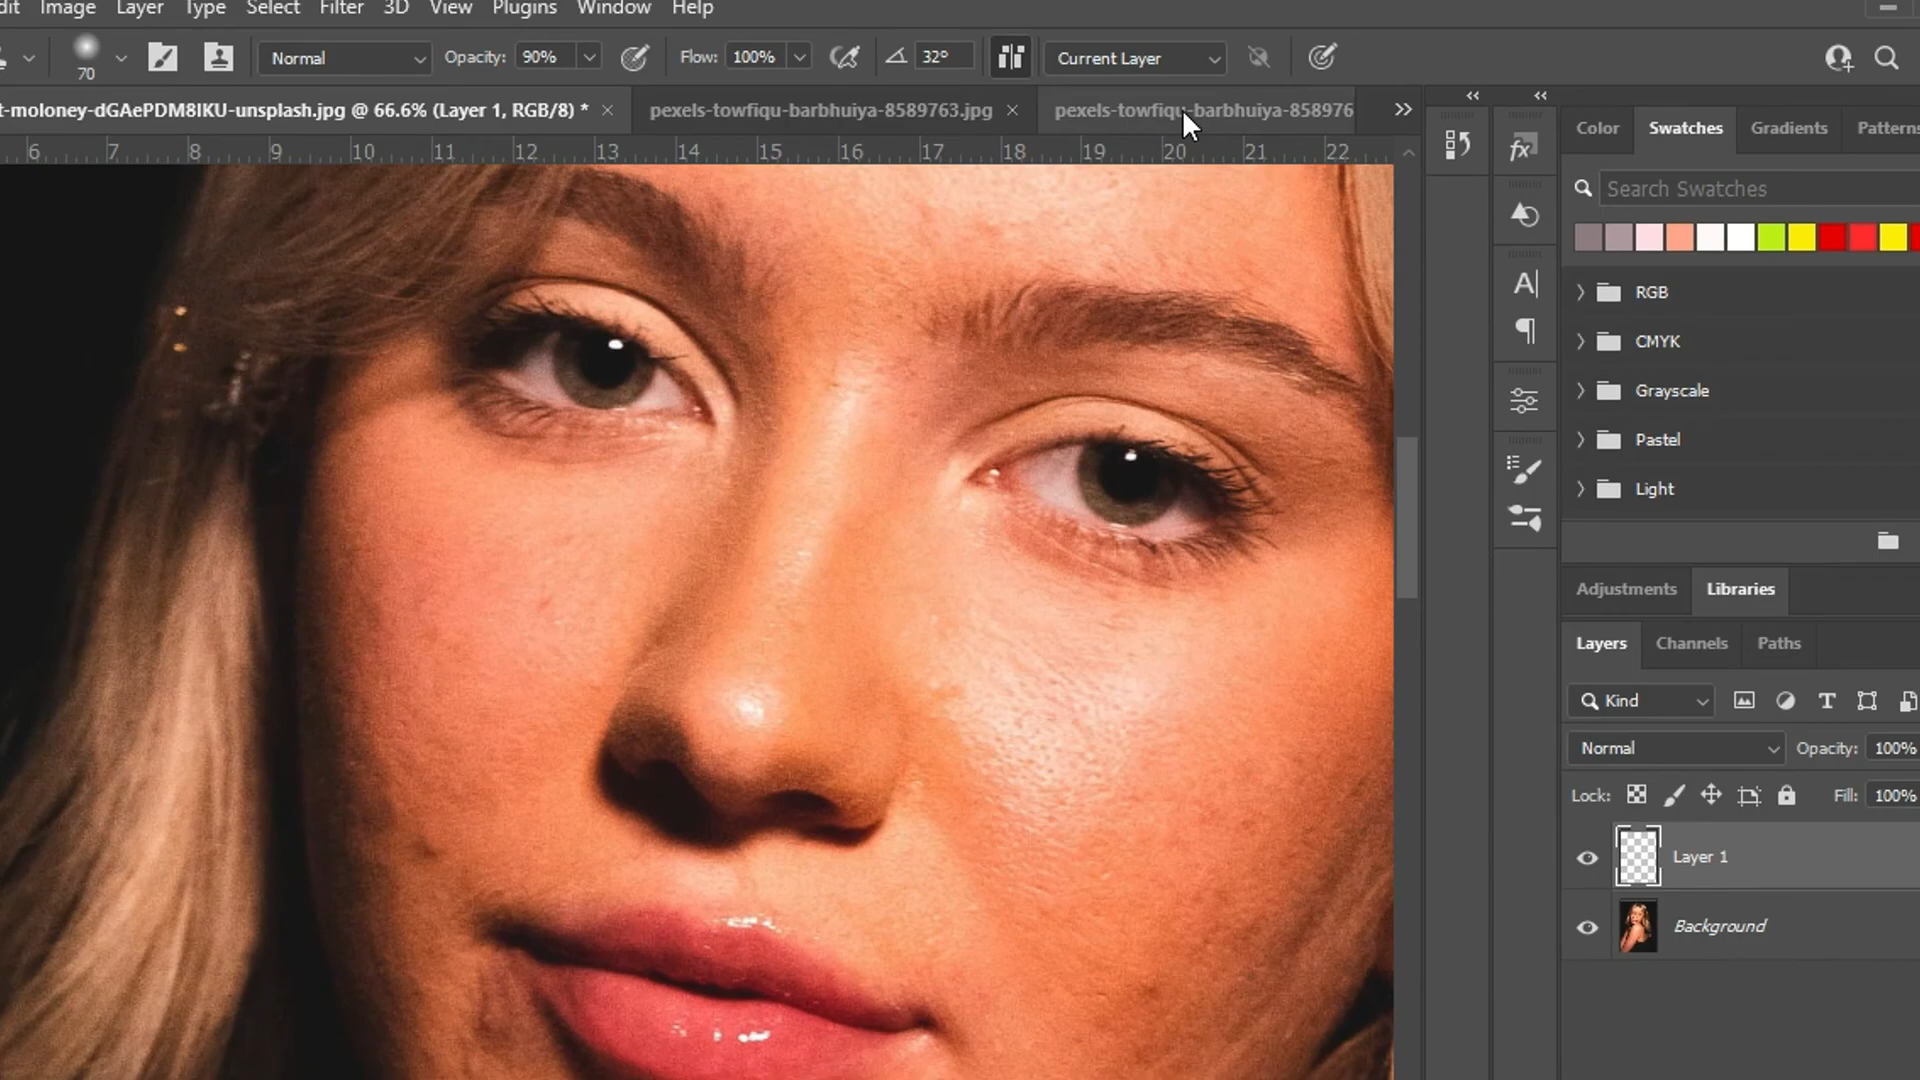 Image Layer Type Select Filter 3D View Plugins Window Help
70 Normal Opacity: 90% Flow: 100% 32° Current Layer
t-moloney-dGAePDM8IKU-unsplash.jpg @ 66.6% (Layer 1, RGB/8) * × pexels-towfiqu-barbhuiya-8589763.jpg × pexels-towfiqu-barbhuiya-858976 >>
6 7 8 9 10 11 12 13 14 15 16 17 18 19 20 21 22
Color Swatches Gradients Patterns
Search Swatches
RGB
CMYK
Grayscale
Pastel
Light
Adjustments Libraries
Layers Channels Paths
Kind
Normal Opacity: 100%
Lock: Fill: 100%
Layer 1
Background